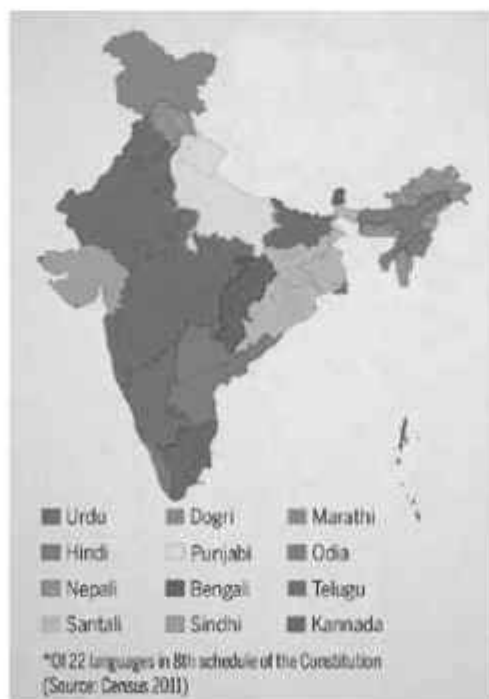 Urdu Dogri Marathi
Hindi Punjabi Odia
Nepali Bengali Telugu
Santali Sindhi Kannada
*Of 22 languages in 8th schedule of the Constitution
(Source: Census 2011)